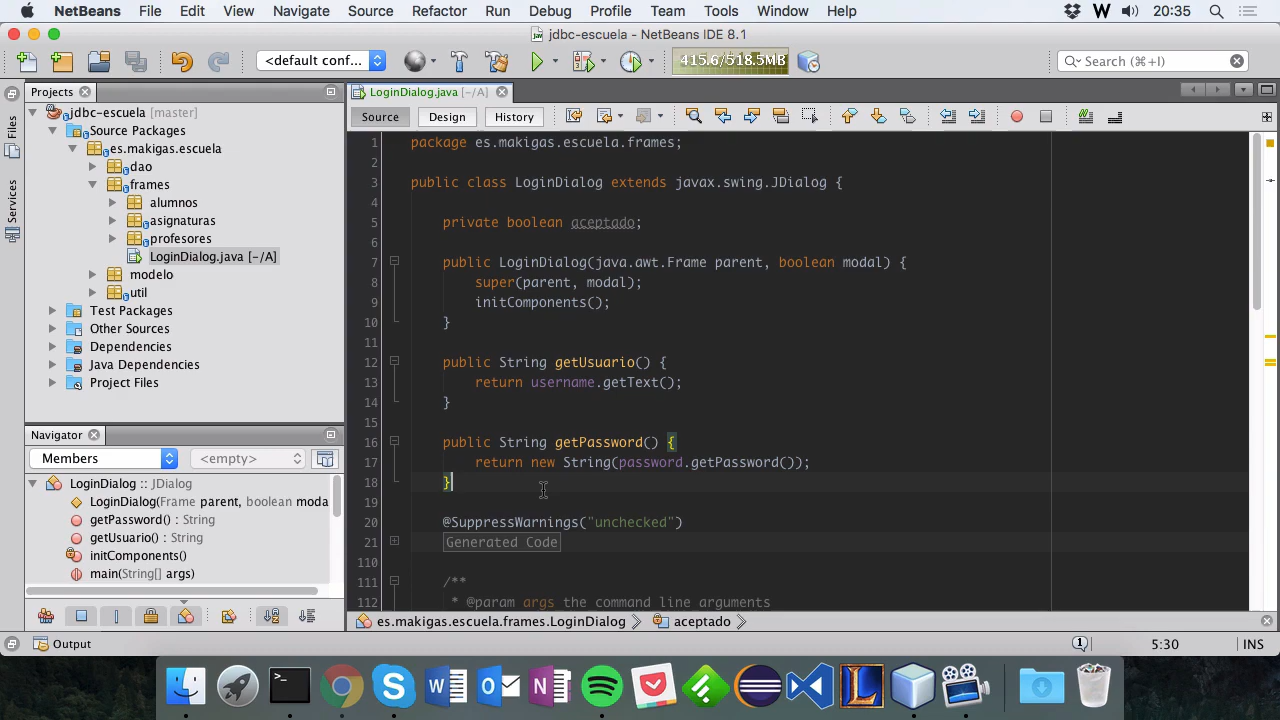 NetBeans File Edit View Navigate Source Refactor Run Debug Profile Team Tools Window Help W 20:35
jdbc-escuela - NetBeans IDE 8.1
<default conf... 415.6/518.5MB Search (⌘+I)
Projects
Files
Services
jdbc-escuela [master]
Source Packages
es.makigas.escuela
dao
frames
alumnos
asignaturas
profesores
LoginDialog.java [-/A]
modelo
util
Test Packages
Other Sources
Dependencies
Java Dependencies
Project Files
Navigator
Members <empty>
LoginDialog :: JDialog
LoginDialog(Frame parent, boolean moda
getPassword() : String
getUsuario() : String
initComponents()
main(String[] args)
LoginDialog.java [-/A]
Source Design History
1 package es.makigas.escuela.frames;
2
3 public class LoginDialog extends javax.swing.JDialog {
4
5 private boolean aceptado;
6
7 public LoginDialog(java.awt.Frame parent, boolean modal) {
8 super(parent, modal);
9 initComponents();
10 }
11
12 public String getUsuario() {
13 return username.getText();
14 }
15
16 public String getPassword() {
17 return new String(password.getPassword());
18 }
19
20 @SuppressWarnings("unchecked")
21 Generated Code
110
111 /**
112 * @param args the command line arguments
es.makigas.escuela.frames.LoginDialog aceptado
Output 1 5:30 INS
>_ S W O N L